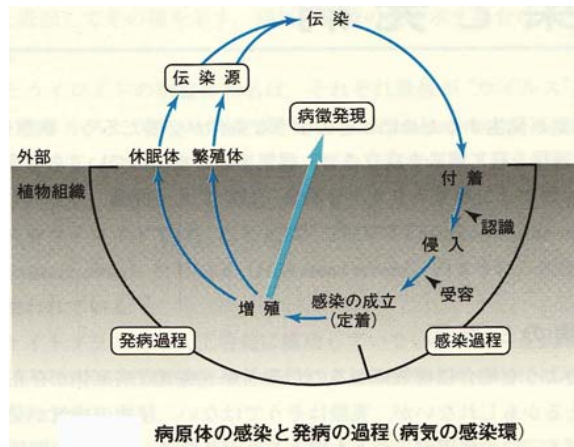 伝染
伝染源
病徴発現
外部
休眠体
繁殖体
付着
植物組織
認識
侵入
受容
感染の成立
(定着)
増殖
発病過程
感染過程
病原体の感染と発病の過程(病気の感染環)